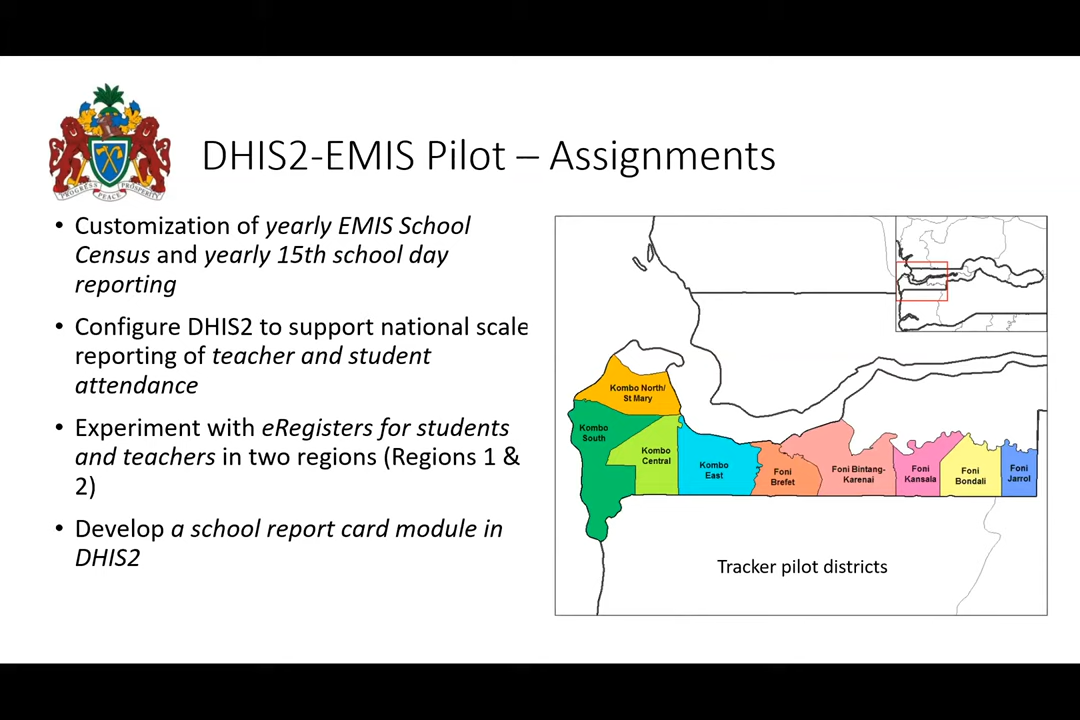 DHIS2-EMIS Pilot – Assignments
PROGRESS PEACE PROSPERITY
• Customization of yearly EMIS School
Census and yearly 15th school day
reporting
• Configure DHIS2 to support national scale
reporting of teacher and student
attendance
• Experiment with eRegisters for students
and teachers in two regions (Regions 1 &
2)
• Develop a school report card module in
DHIS2
Kombo North/
St Mary
Kombo
South
Kombo
Central
Kombo
East
Foni
Brefet
Foni Bintang-
Karenai
Foni
Kansala
Foni
Bondali
Foni
Jarrol
Tracker pilot districts